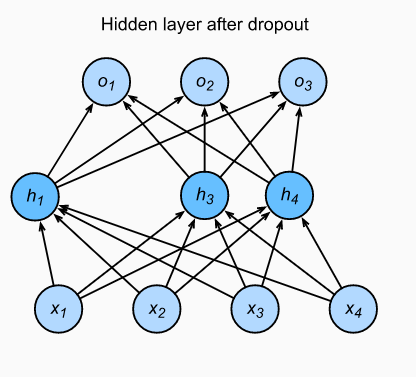 Hidden layer after dropout
o1 o2 o3
h1 h3 h4
x1 x2 x3 x4